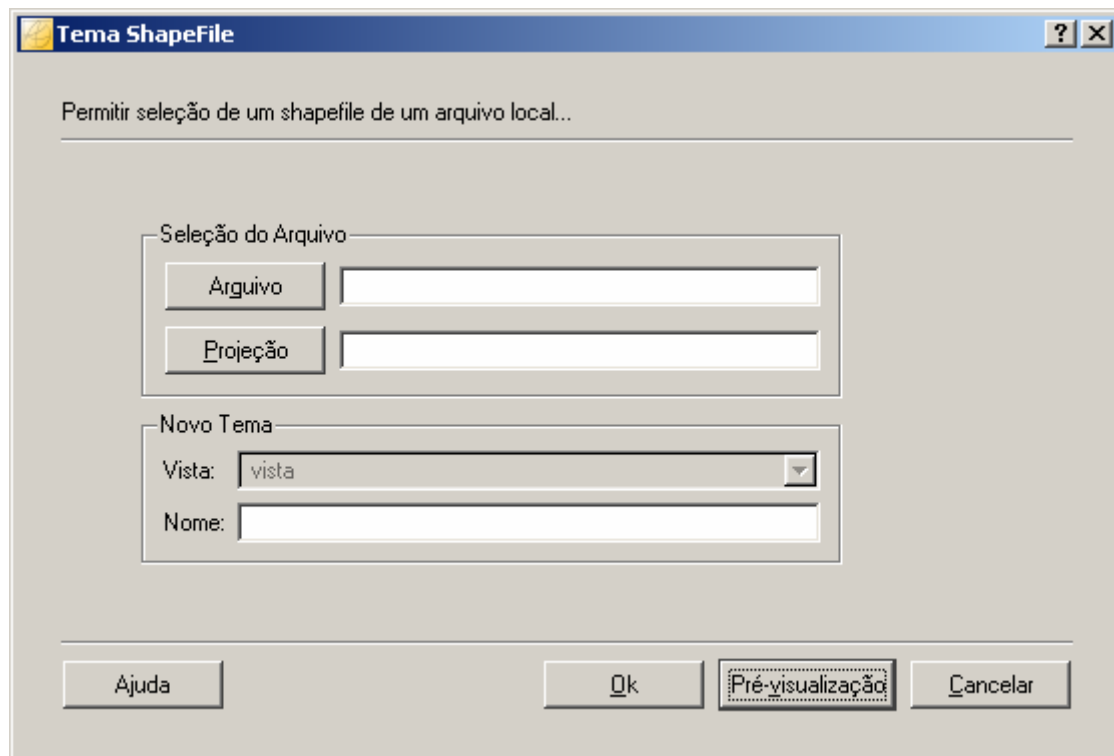 Tema ShapeFile
Permitir seleção de um shapefile de um arquivo local...
Seleção do Arquivo
Arquivo
Projeção
Novo Tema
Vista: vista
Nome:
Ajuda Ok Pré-visualização Cancelar